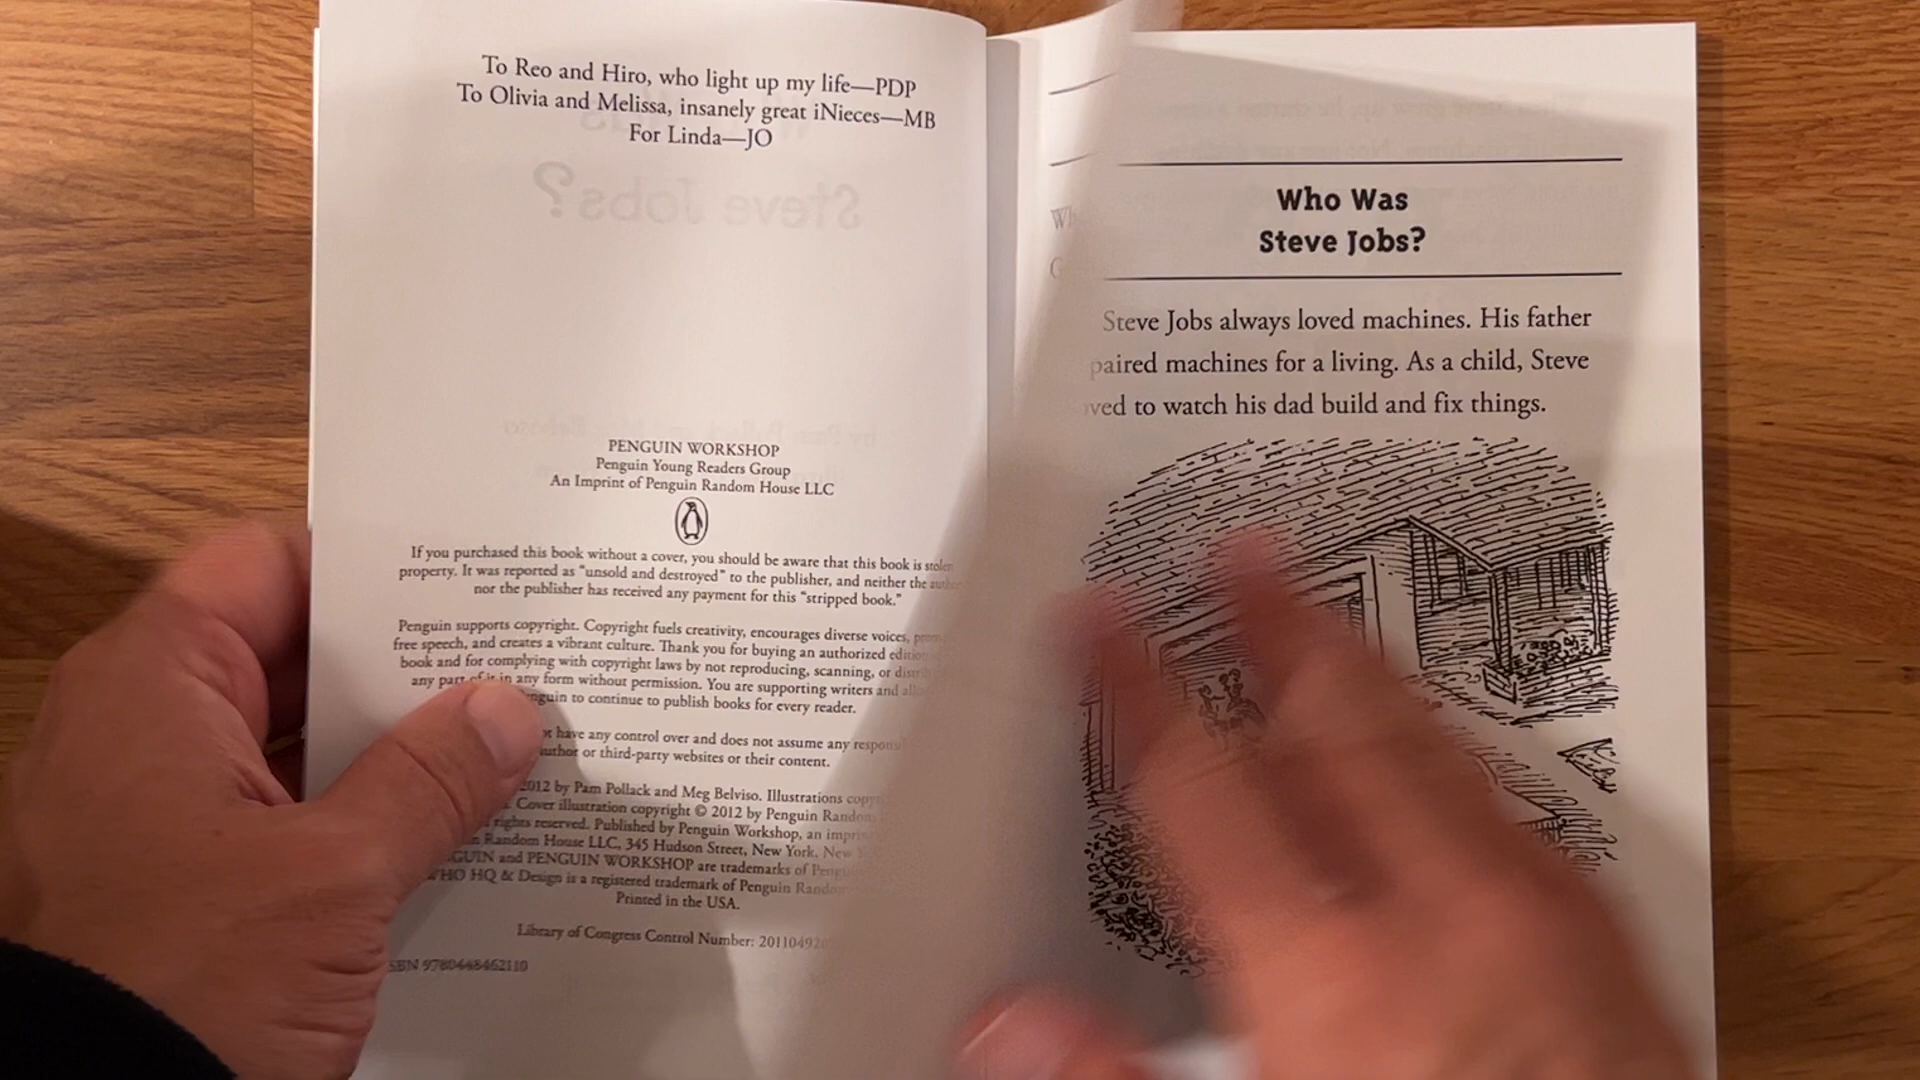 To Reo and Hiro, who light up my life—PDP
To Olivia and Melissa, insanely great iNieces—MB
For Linda—JO
Steve Jobs?
PENGUIN WORKSHOP
Penguin Young Readers Group
An Imprint of Penguin Random House LLC
If you purchased this book without a cover, you should be aware that this book is stolen
property. It was reported as "unsold and destroyed" to the publisher, and neither the
nor the publisher has received any payment for this "stripped book."
Penguin supports copyright. Copyright fuels creativity, encourages diverse voices,
free speech, and creates a vibrant culture. Thank you for buying an authorized
book and for complying with copyright laws by not reproducing, scanning, or
any part of it in any form without permission. You are supporting writers and
to continue to publish books for every reader.
have any control over and does not assume any
author or third-party websites or their content.
2012 by Pam Pollack and Meg Belviso. Illustrations
Cover illustration copyright © 2012 by Penguin Random
rights reserved. Published by Penguin Workshop, an
Random House LLC, 345 Hudson Street, New York, New
and PENGUIN WORKSHOP are trademarks of
WHO HQ & Design is a registered trademark of Penguin
Printed in the USA.
Library of Congress Control Number:
9780448462110
Who Was
Steve Jobs?
Steve Jobs always loved machines. His father
paired machines for a living. As a child, Steve
ved to watch his dad build and fix things.